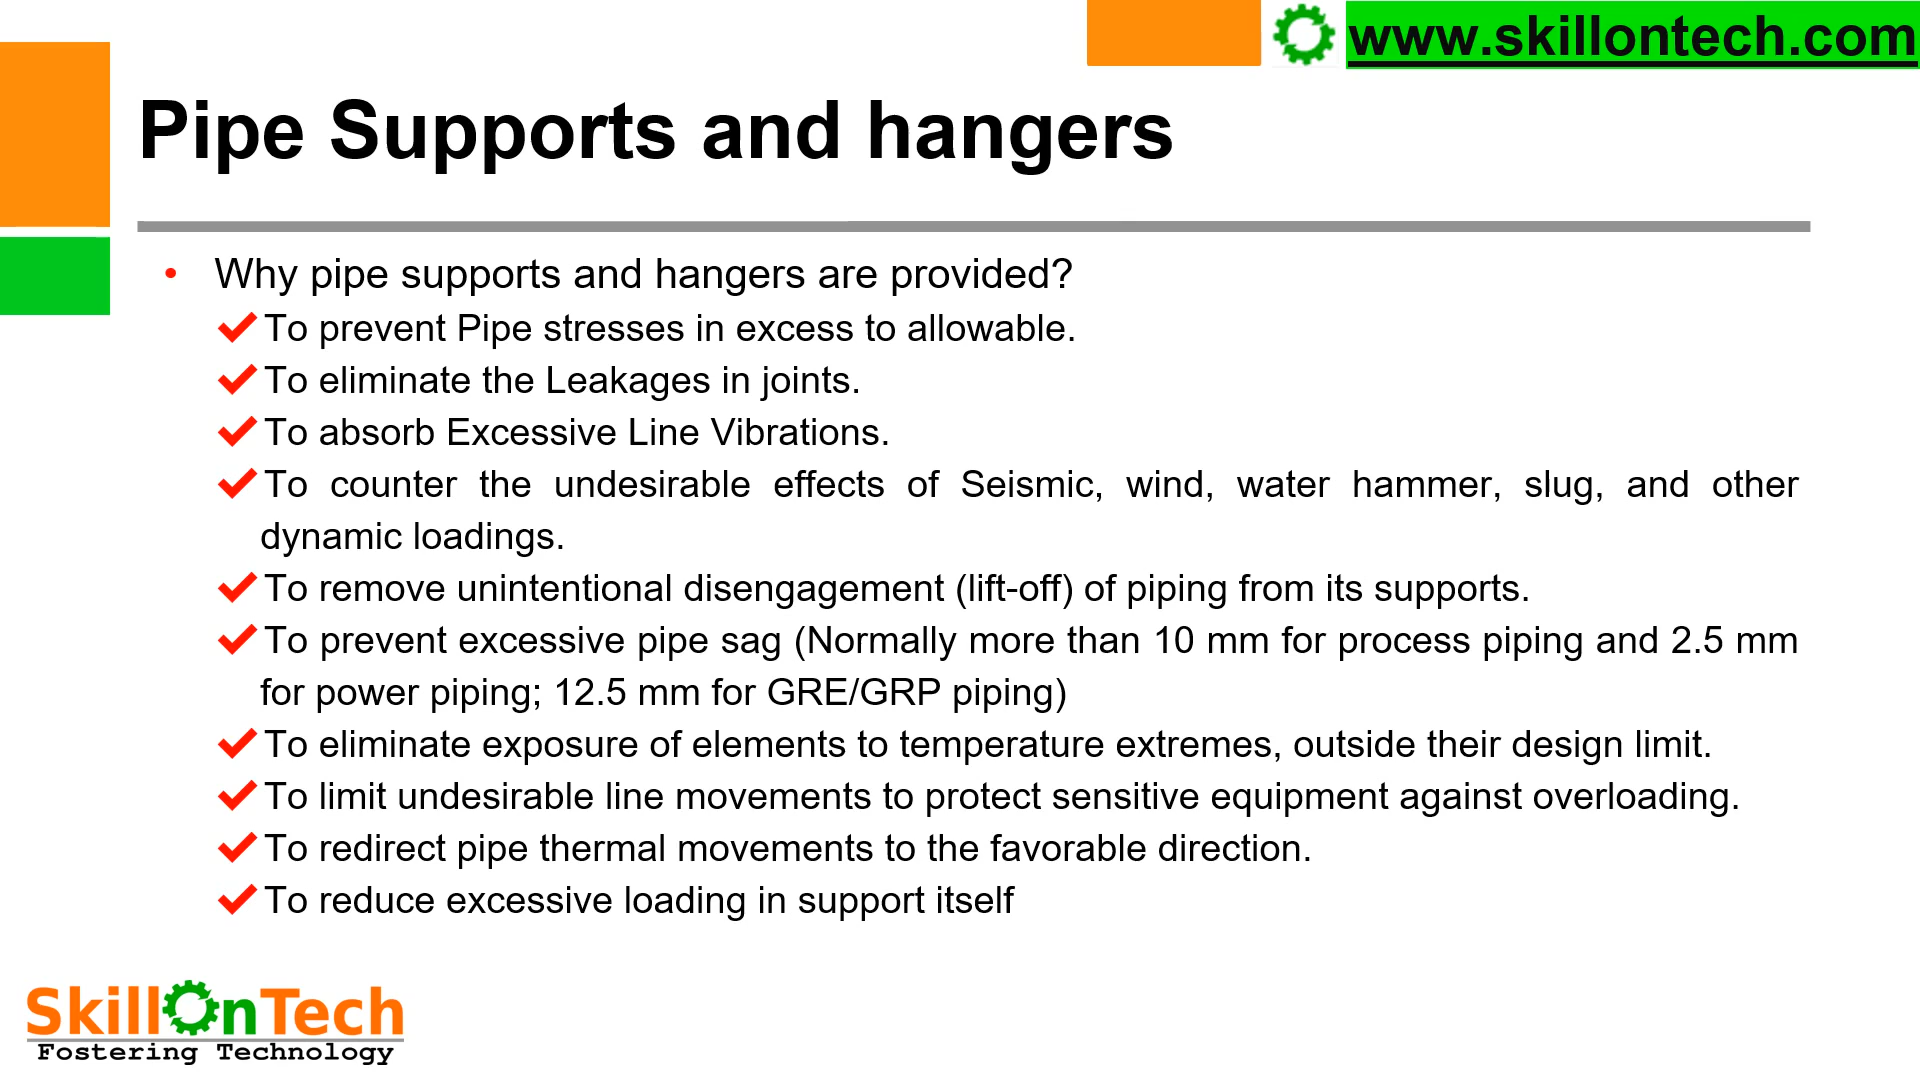 www.skillontech.com
Pipe Supports and hangers
• Why pipe supports and hangers are provided?
✔To prevent Pipe stresses in excess to allowable.
✔To eliminate the Leakages in joints.
✔To absorb Excessive Line Vibrations.
✔To counter the undesirable effects of Seismic, wind, water hammer, slug, and other
dynamic loadings.
✔To remove unintentional disengagement (lift-off) of piping from its supports.
✔To prevent excessive pipe sag (Normally more than 10 mm for process piping and 2.5 mm
for power piping; 12.5 mm for GRE/GRP piping)
✔To eliminate exposure of elements to temperature extremes, outside their design limit.
✔To limit undesirable line movements to protect sensitive equipment against overloading.
✔To redirect pipe thermal movements to the favorable direction.
✔To reduce excessive loading in support itself
SkillOnTech
Fostering Technology